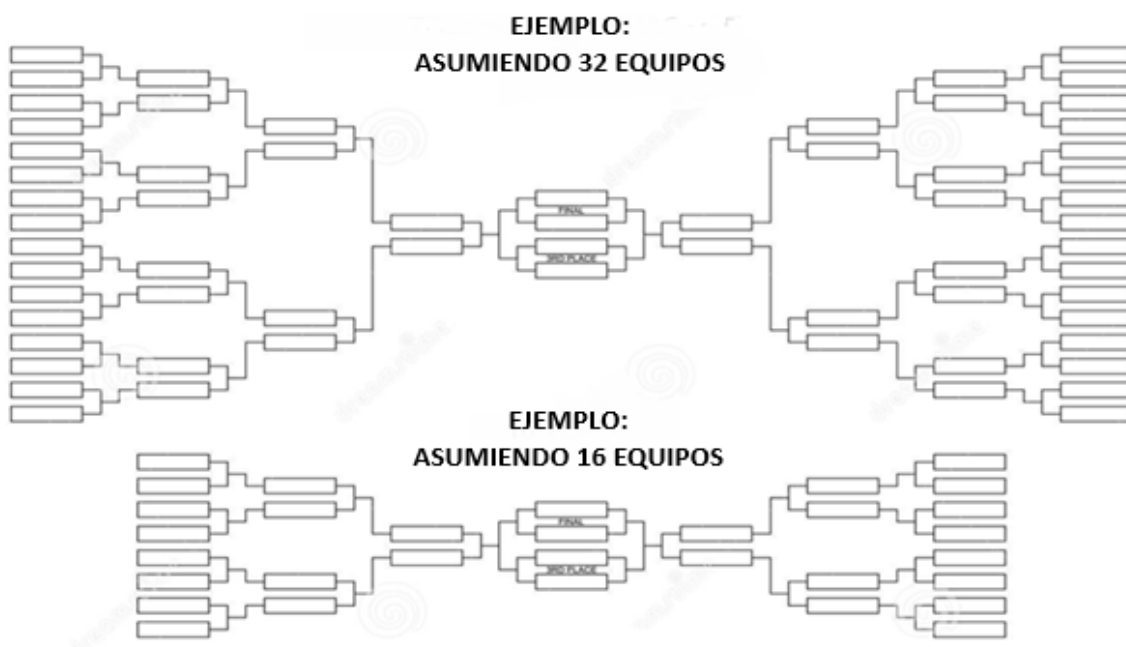 EJEMPLO:
ASUMIENDO 32 EQUIPOS
FINAL
3RD PLACE
EJEMPLO:
ASUMIENDO 16 EQUIPOS
FINAL
3RD PLACE